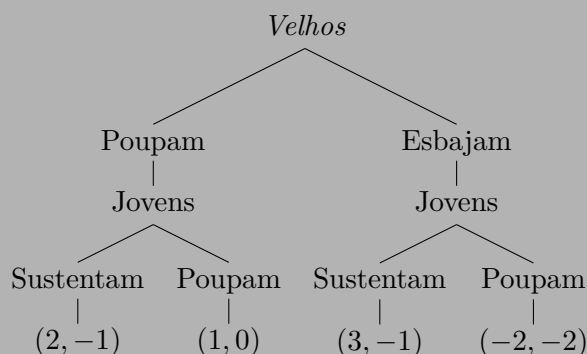 Velhos
Poupam Esbajam
Jovens Jovens
Sustentam Poupam Sustentam Poupam
(2, −1) (1, 0) (3, −1) (−2, −2)